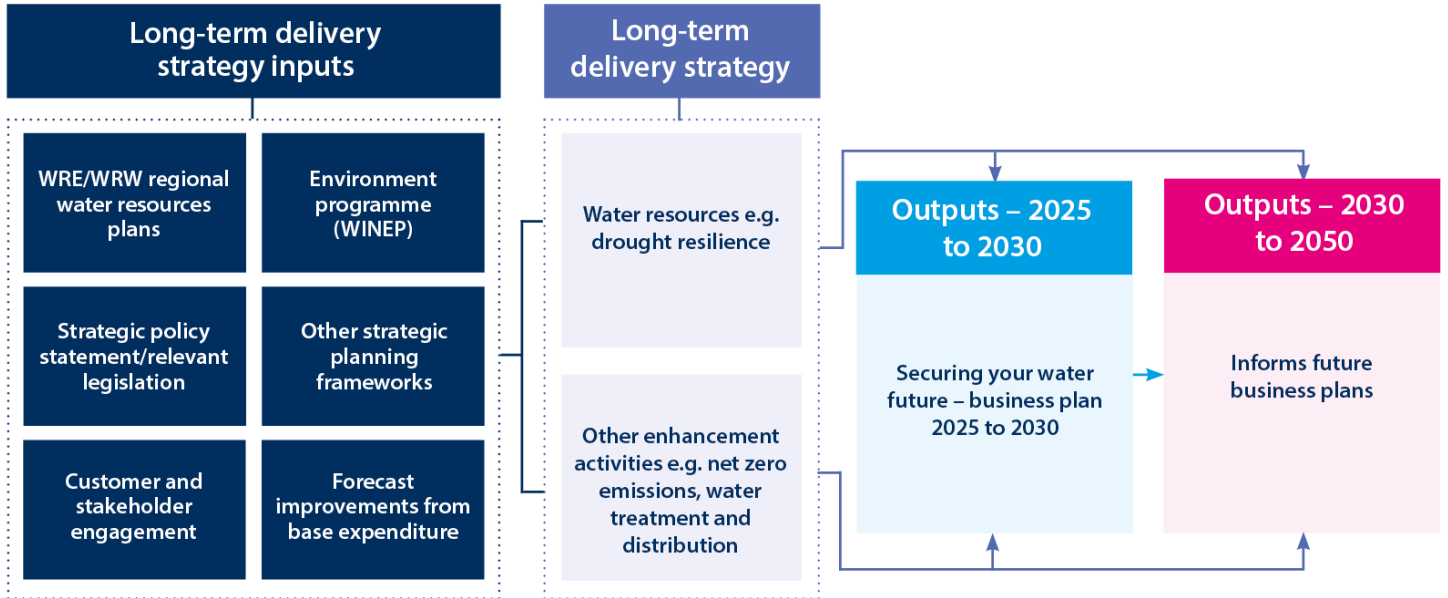 Long-term delivery
strategy inputs
WRE/WRW regional
water resources
plans
Environment
programme
(WINEP)
Strategic policy
statement/relevant
legislation
Other strategic
planning
frameworks
Customer and
stakeholder
engagement
Forecast
improvements from
base expenditure
Long-term
delivery strategy
Water resources e.g.
drought resilience
Other enhancement
activities e.g. net zero
emissions, water
treatment and
distribution
Outputs – 2025
to 2030
Securing your water
future – business plan
2025 to 2030
Outputs – 2030
to 2050
Informs future
business plans